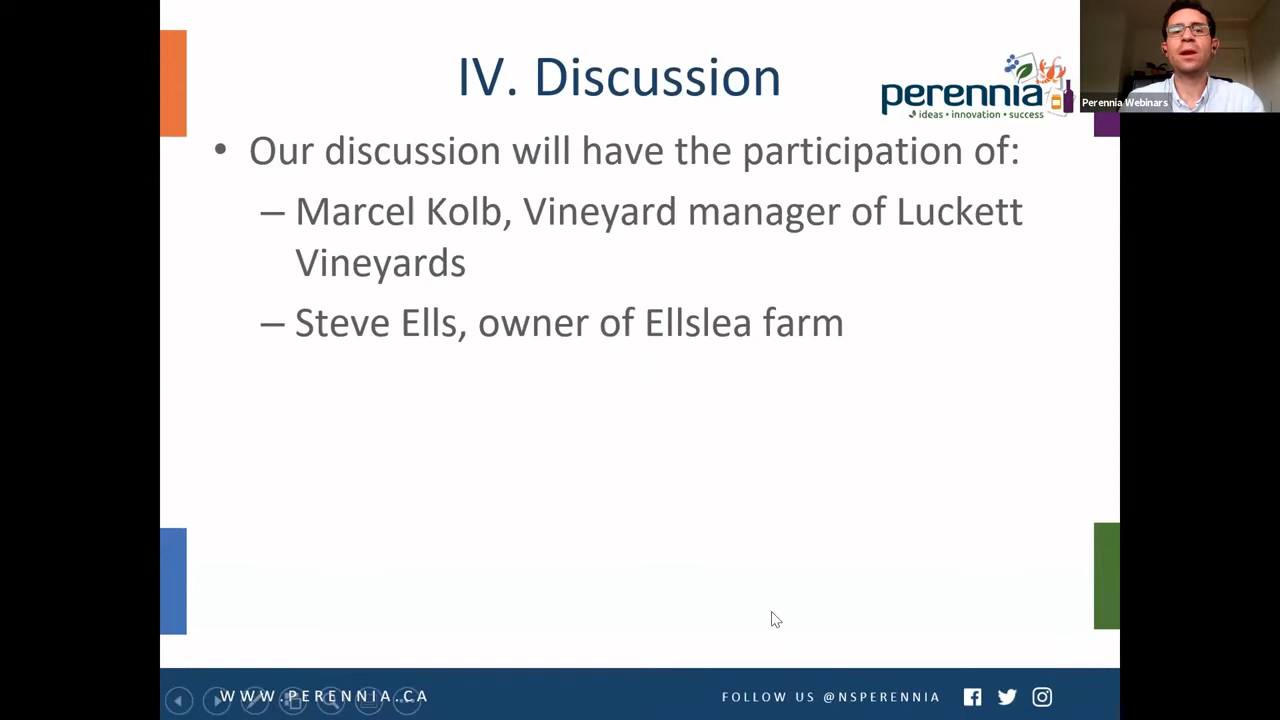 IV. Discussion
perennia
ideas • innovation • success
Perennia Webinars
• Our discussion will have the participation of:
– Marcel Kolb, Vineyard manager of Luckett
Vineyards
– Steve Ells, owner of Ellslea farm
WWW.PERENNIA.CA
FOLLOW US @NSPERENNIA